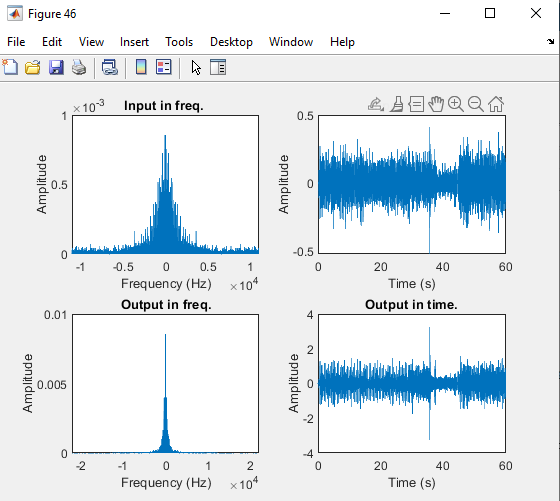 Figure 46
File Edit View Insert Tools Desktop Window Help
×10-3
Input in freq.
1
0.5
0
Amplitude
-1 -0.5 0 0.5 1
Frequency (Hz) ×10^4
0.5
0
-0.5
Amplitude
0 20 40 60
Time (s)
Output in freq.
0.01
0.005
0
Amplitude
-2 -1 0 1 2
Frequency (Hz) ×10^4
Output in time.
4
2
0
-2
-4
Amplitude
0 20 40 60
Time (s)